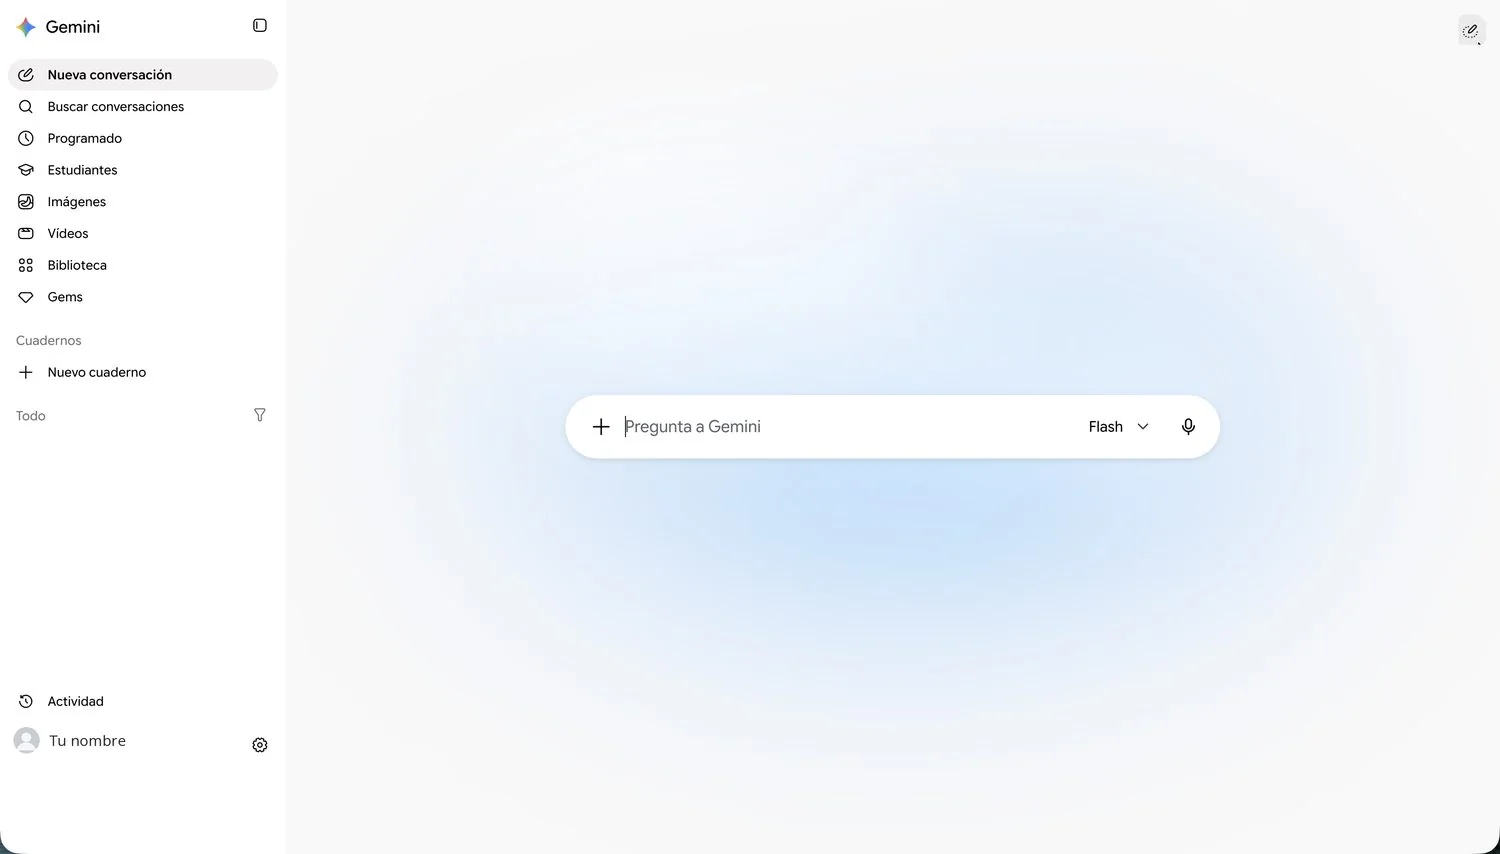 Gemini
Nueva conversación
Buscar conversaciones
Programado
Estudiantes
Imágenes
Vídeos
Biblioteca
Gems
Cuadernos
Nuevo cuaderno
Todo
Pregunta a Gemini
Flash
Actividad
Tu nombre